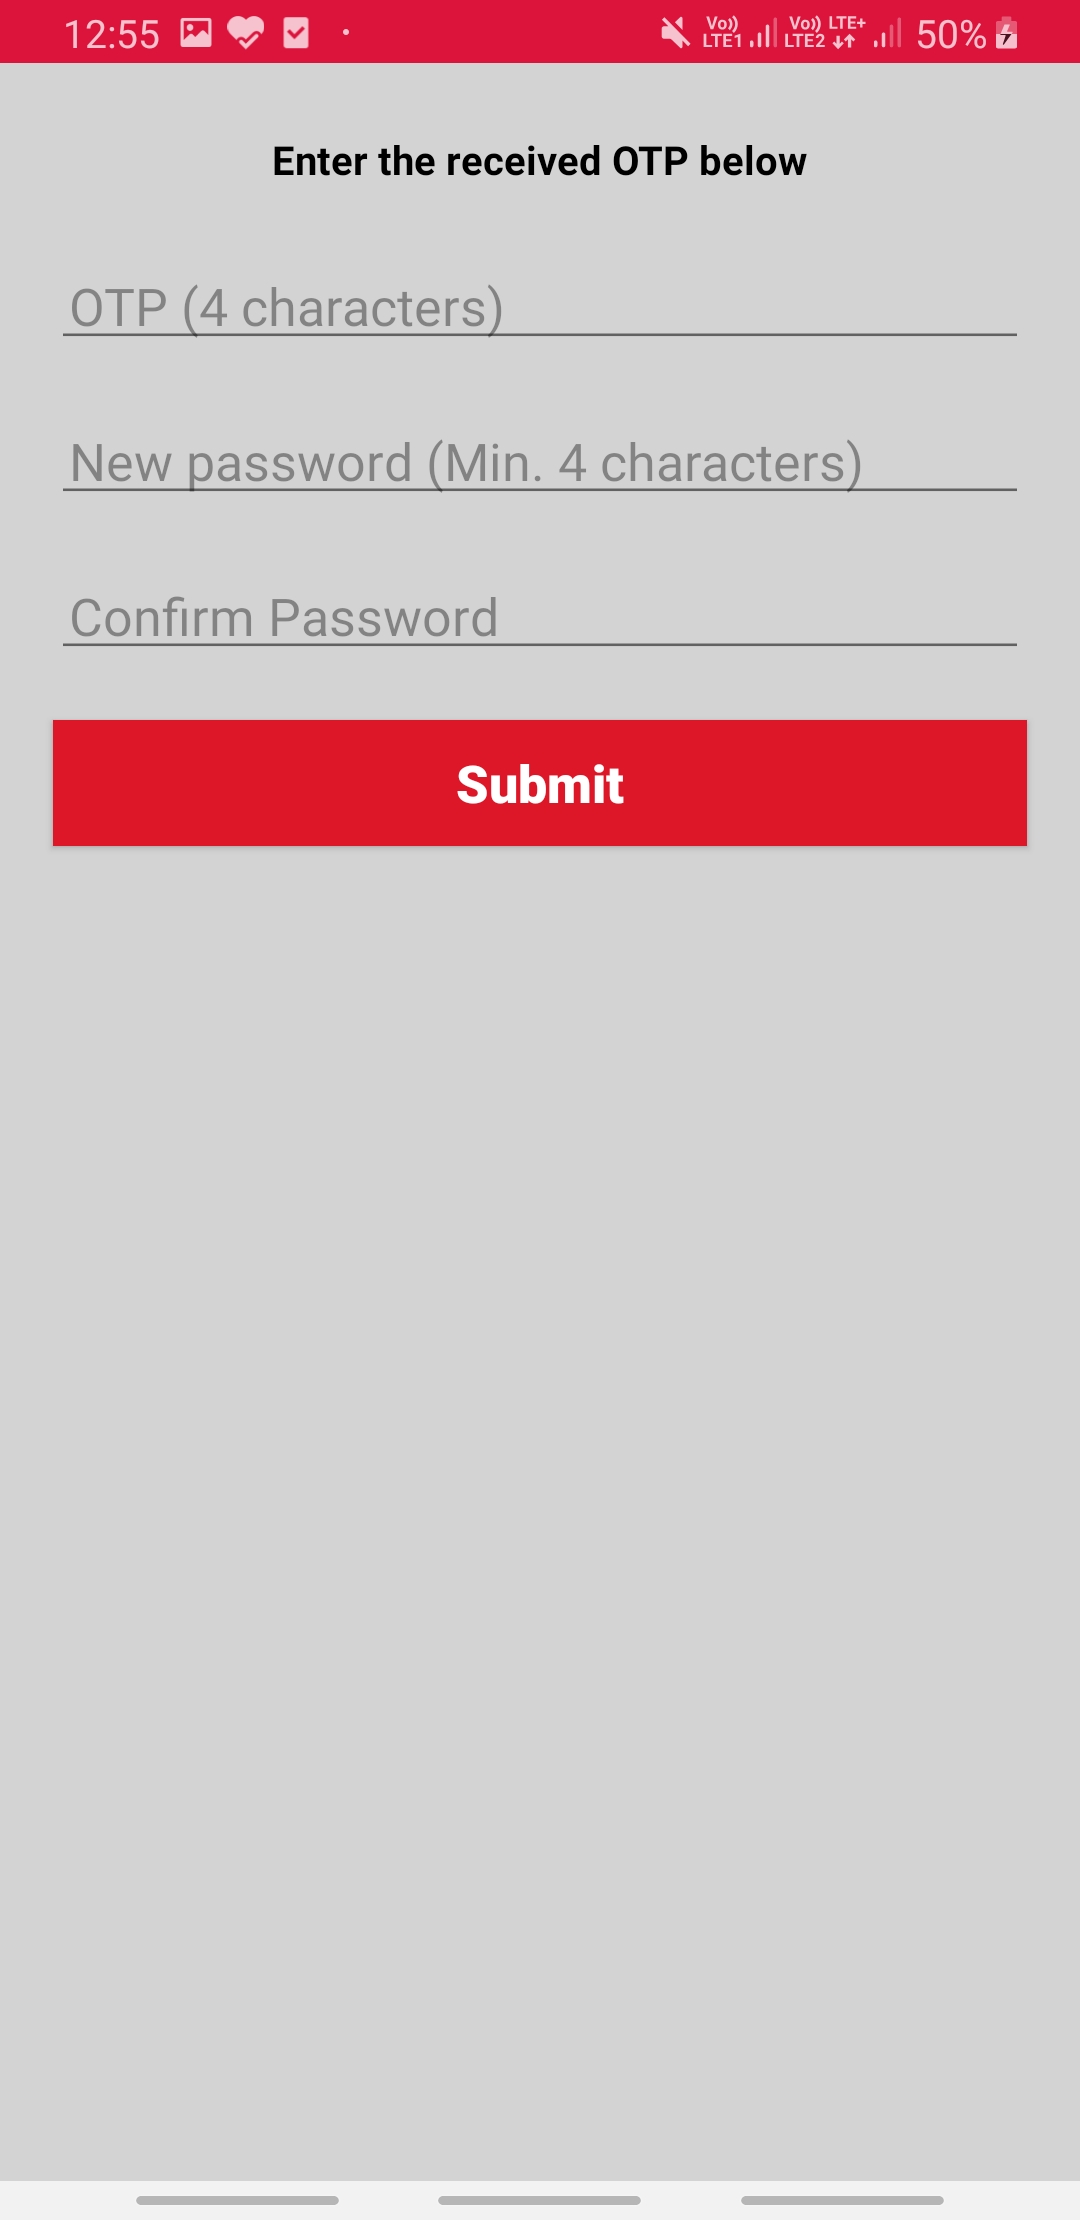 12:55 Vo)) LTE1 Vo)) LTE2 LTE+ 50%
Enter the received OTP below
OTP (4 characters)
New password (Min. 4 characters)
Confirm Password
Submit